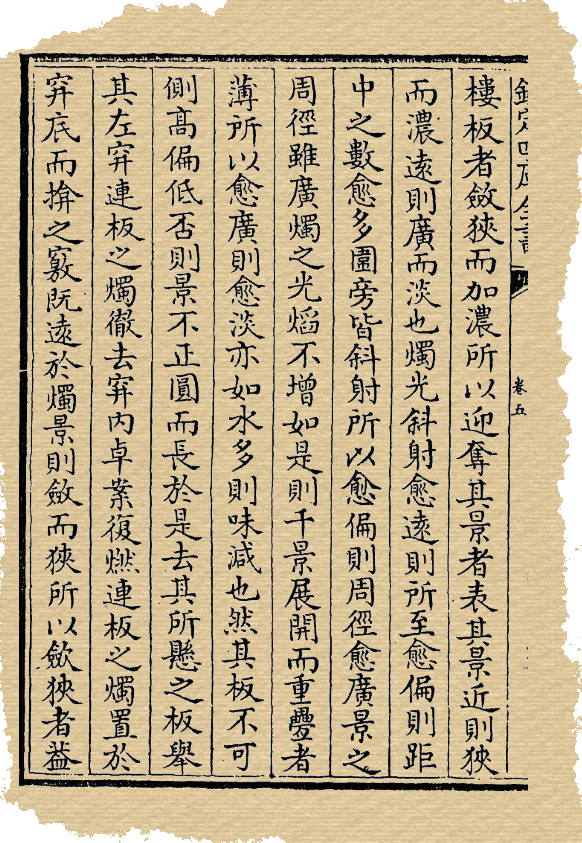 欽定四庫全書 卷五
樓板者斂狹而加濃所以迎奪其景者表其景近則狹
而濃遠則廣而淡也燭光斜射愈遠則所至愈偏則距
中之數愈多圍旁皆斜射所以愈偏則周徑愈廣景之
周徑雖廣燭之光熖不增如是則千景展開而重疊者
薄所以愈廣則愈淡亦如水多則味減也然其板不可
側高偏低否則景不正圓而長於是去其所懸之板舉
其左穽連板之燭徹去穽内卓案復燃連板之燭置於
穽底而揜之竅既遠於燭景則斂而狹所以斂狹者葢